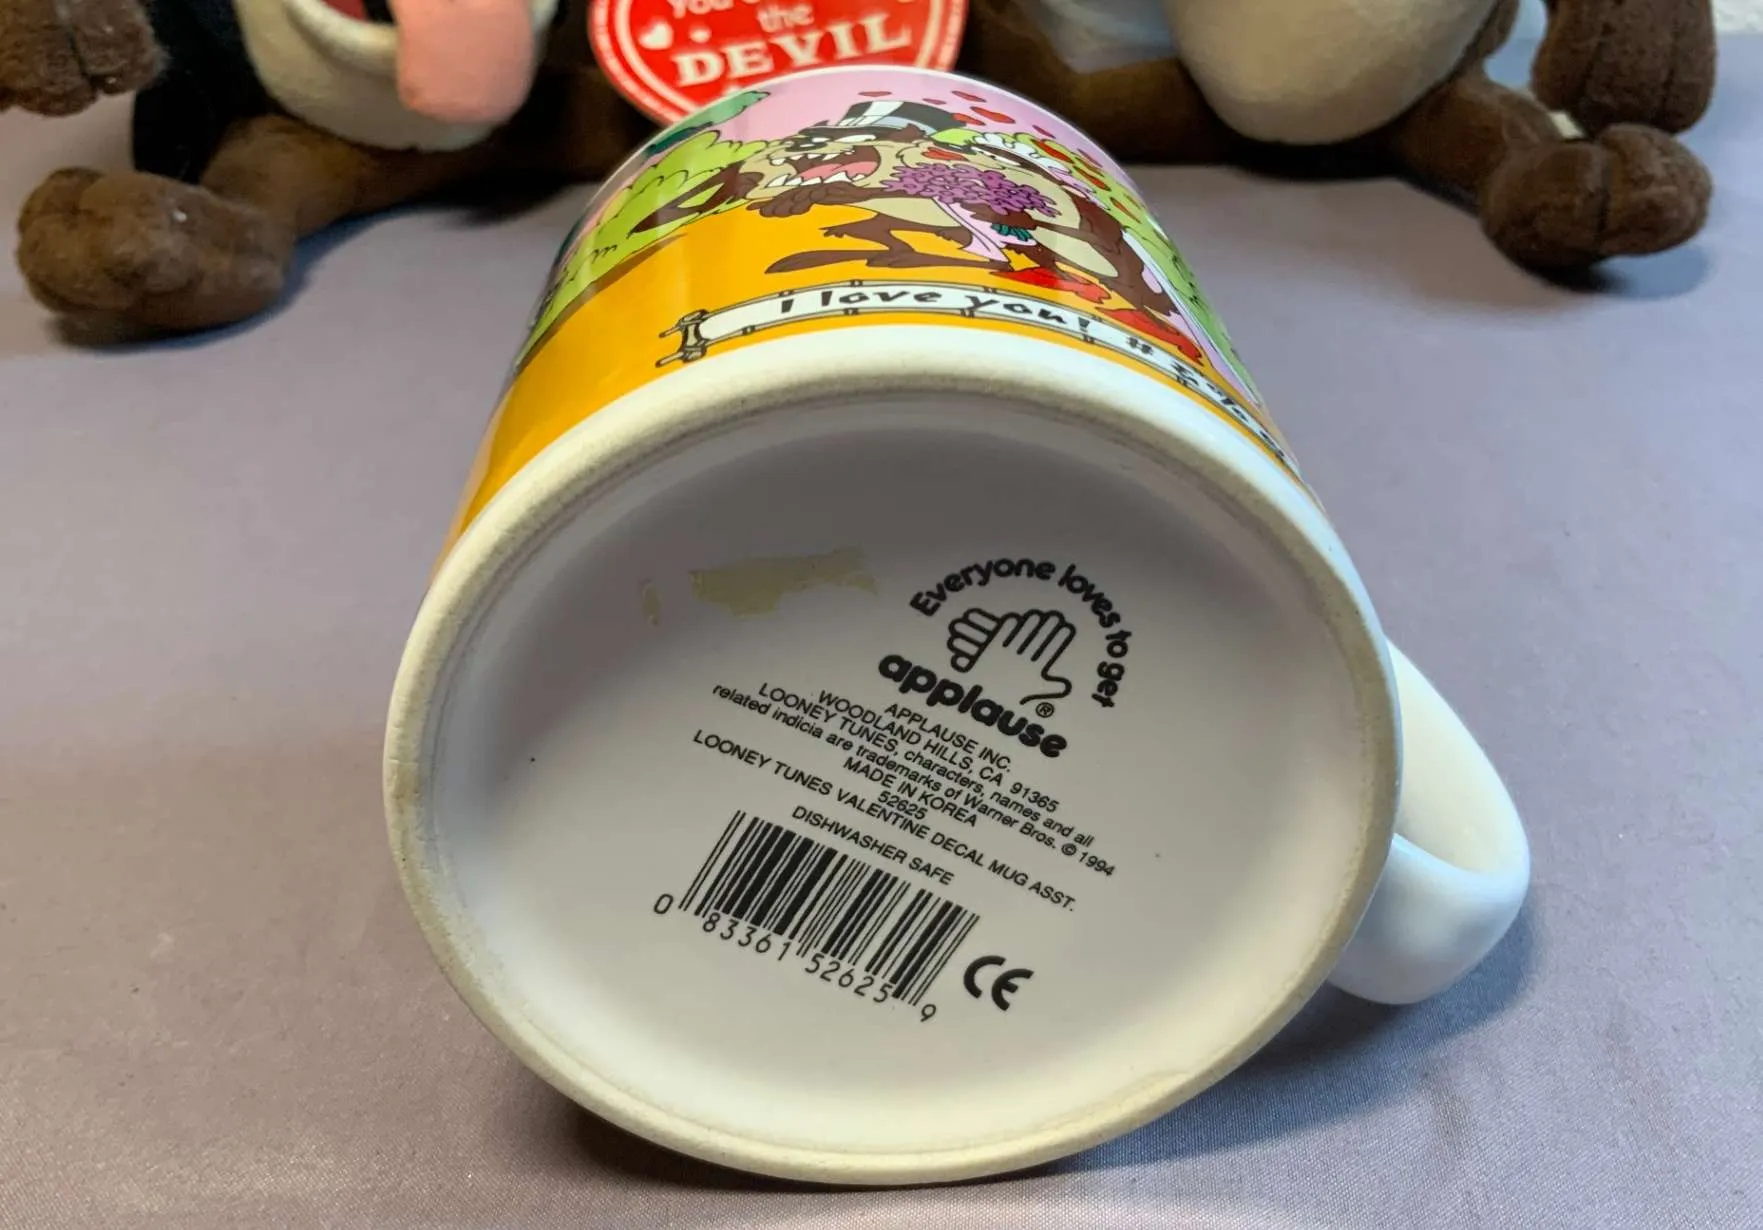 You
the
DEVIL
I love you!
Everyone loves to get
applause®
APPLAUSE INC.
WOODLAND HILLS, CA 91365
LOONEY TUNES, characters, names and all
related indicia are trademarks of Warner Bros. © 1994
MADE IN KOREA
52625
LOONEY TUNES VALENTINE DECAL MUG ASST.
DISHWASHER SAFE
0 83361 52625 9
CE